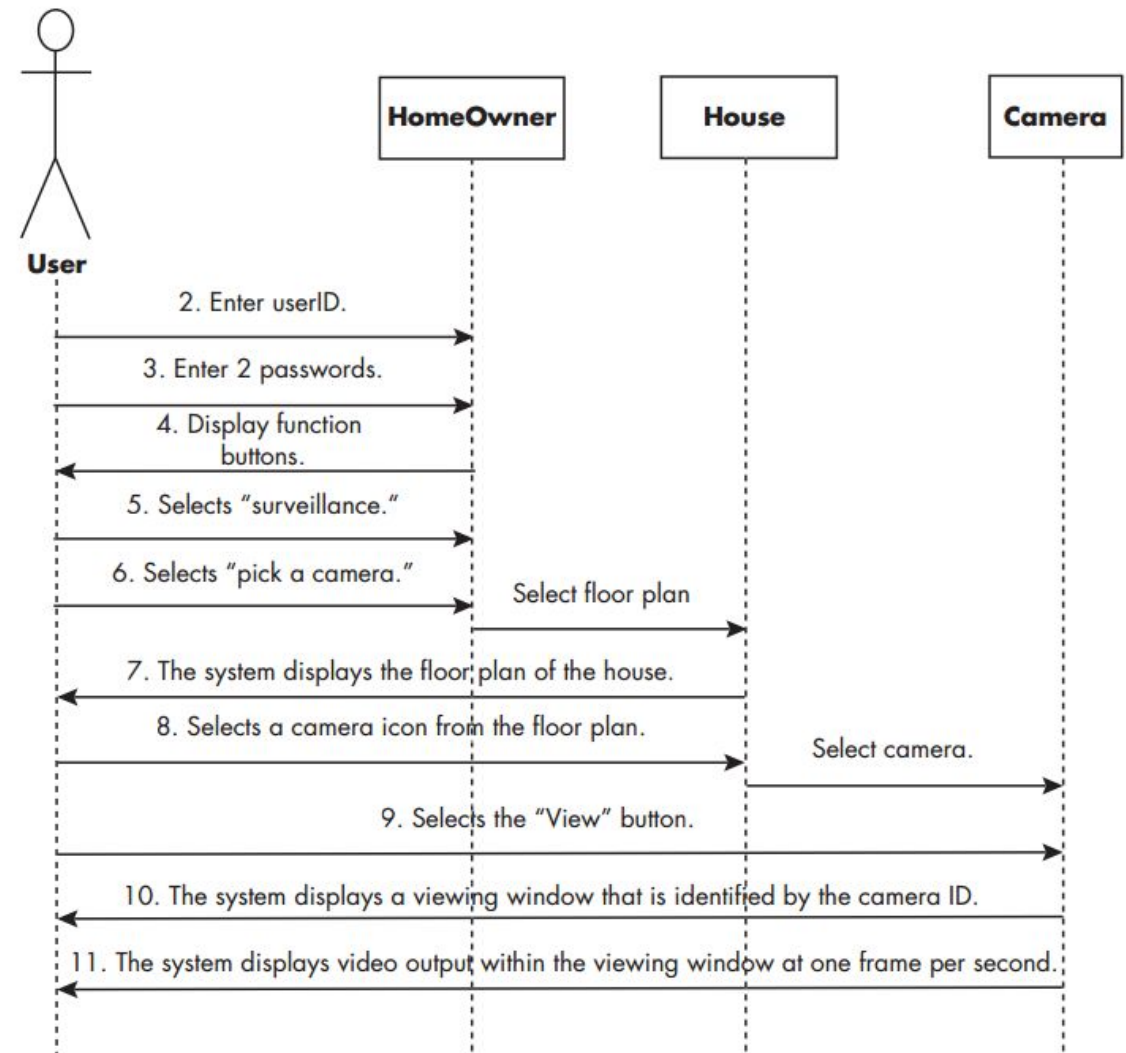 HomeOwner
House
Camera
User
2. Enter userID.
3. Enter 2 passwords.
4. Display function
buttons.
5. Selects “surveillance.”
6. Selects “pick a camera.”
Select floor plan
7. The system displays the floor plan of the house.
8. Selects a camera icon from the floor plan.
Select camera.
9. Selects the “View” button.
10. The system displays a viewing window that is identified by the camera ID.
11. The system displays video output within the viewing window at one frame per second.